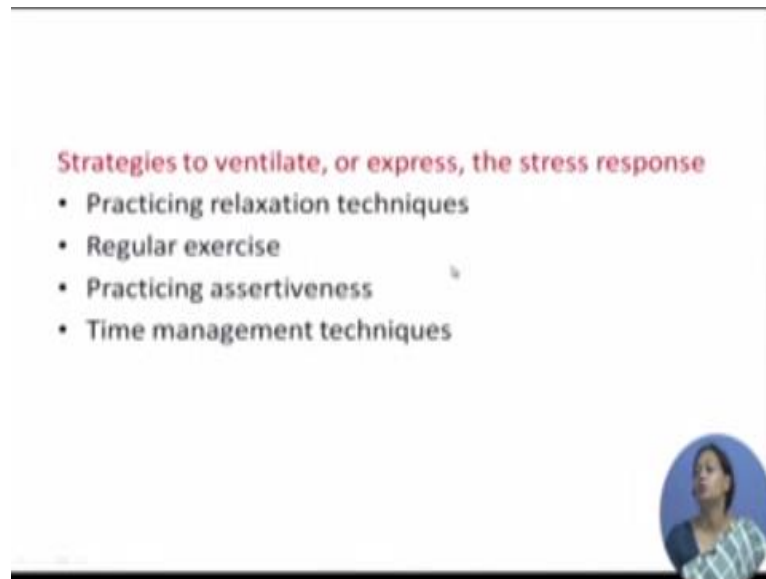 Strategies to ventilate, or express, the stress response
• Practicing relaxation techniques
• Regular exercise
• Practicing assertiveness
• Time management techniques